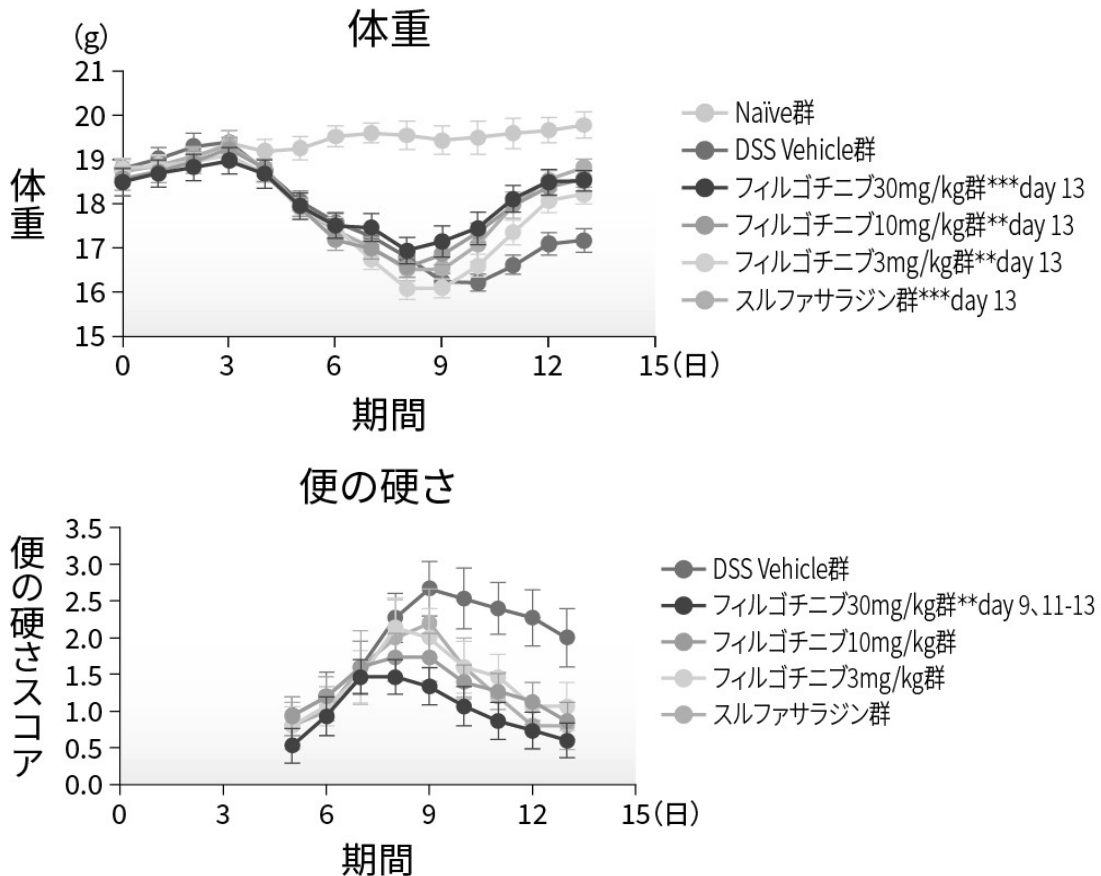 体重
(g)
21
20
19
18
17
16
15
体重
0 3 6 9 12 15(日)
期間
Naïve群
DSS Vehicle群
フィルゴチニブ30mg/kg群***day 13
フィルゴチニブ10mg/kg群**day 13
フィルゴチニブ3mg/kg群**day 13
スルファサラジン群***day 13
便の硬さ
3.5
3.0
2.5
2.0
1.5
1.0
0.5
0.0
便の硬さスコア
0 3 6 9 12 15(日)
期間
DSS Vehicle群
フィルゴチニブ30mg/kg群**day 9、11-13
フィルゴチニブ10mg/kg群
フィルゴチニブ3mg/kg群
スルファサラジン群